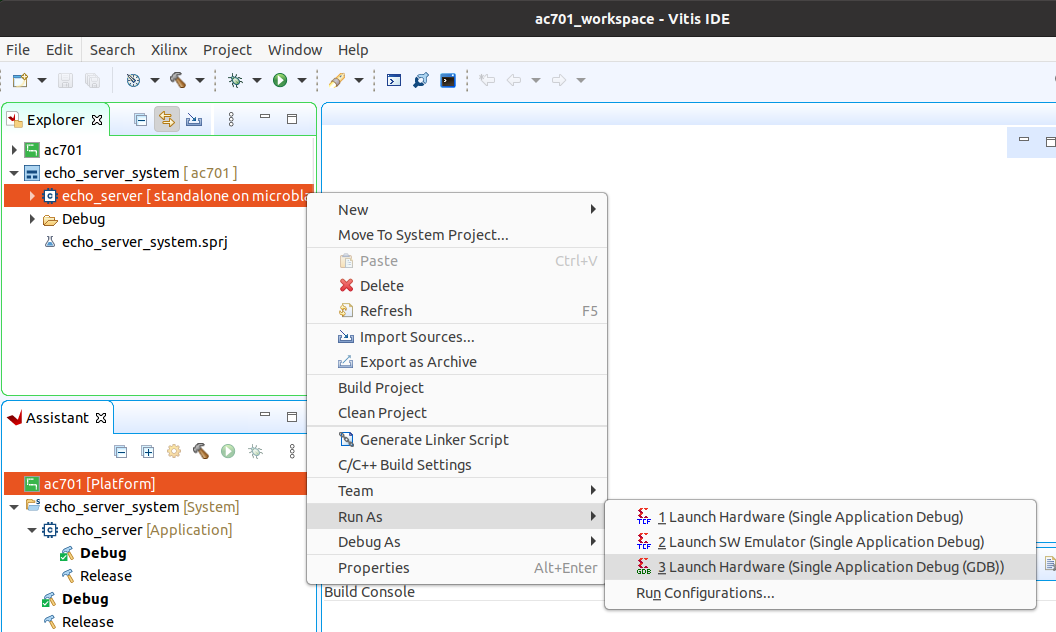 ac701_workspace - Vitis IDE
File Edit Search Xilinx Project Window Help
Explorer
ac701
echo_server_system [ ac701 ]
echo_server [ standalone on microbla
Debug
echo_server_system.sprj
New
Move To System Project...
Paste Ctrl+V
Delete
Refresh F5
Import Sources...
Export as Archive
Build Project
Clean Project
Generate Linker Script
C/C++ Build Settings
Team
Run As
Debug As
Properties Alt+Enter
1 Launch Hardware (Single Application Debug)
2 Launch SW Emulator (Single Application Debug)
3 Launch Hardware (Single Application Debug (GDB))
Run Configurations...
Assistant
ac701 [Platform]
echo_server_system [System]
echo_server [Application]
Debug
Release
Debug
Release
Build Console